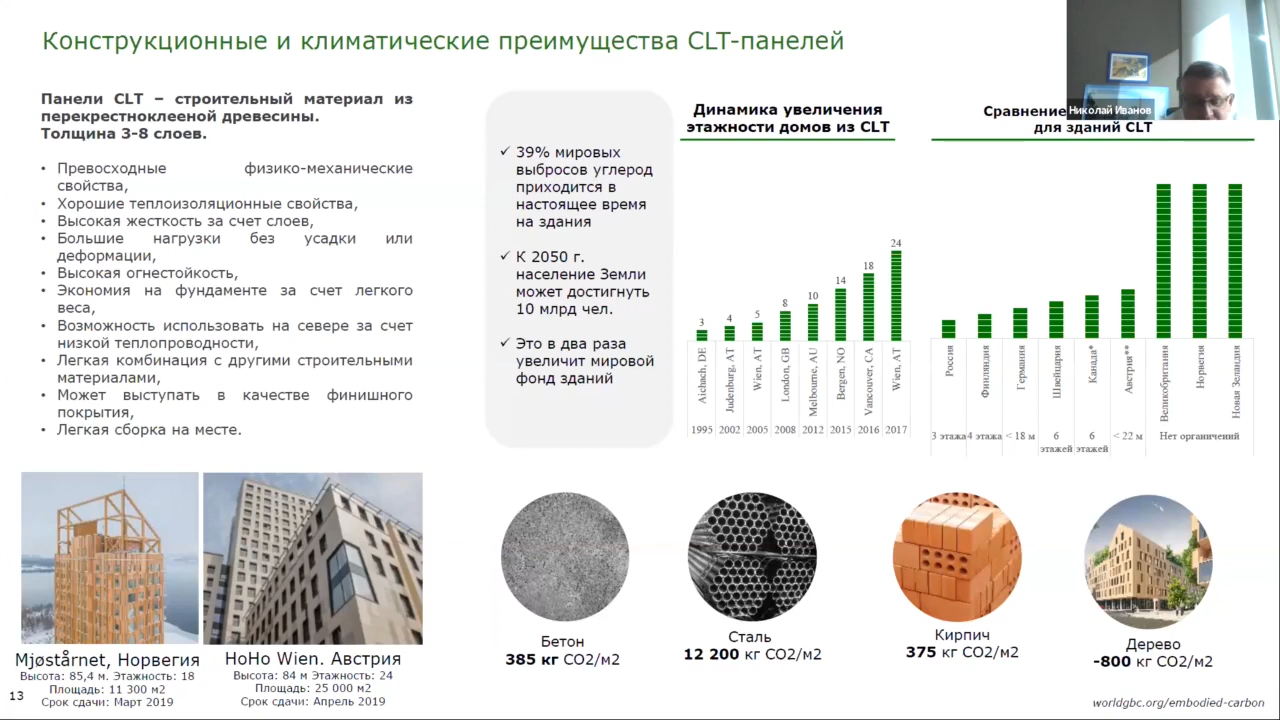 Конструкционные и климатические преимущества CLT-панелей
Николай Иванов
Панели CLT – строительный материал из
перекрестноклееной древесины.
Толщина 3-8 слоев.
• Превосходные физико-механические
свойства,
• Хорошие теплоизоляционные свойства,
• Высокая жесткость за счет слоев,
• Большие нагрузки без усадки или
деформации,
• Высокая огнестойкость,
• Экономия на фундаменте за счет легкого
веса,
• Возможность использовать на севере за счет
низкой теплопроводности,
• Легкая комбинация с другими строительными
материалами,
• Может выступать в качестве финишного
покрытия,
• Легкая сборка на месте.
✓ 39% мировых
выбросов углерод
приходится в
настоящее время
на здания
✓ К 2050 г.
население Земли
может достигнуть
10 млрд чел.
✓ Это в два раза
увеличит мировой
фонд зданий
Динамика увеличения
этажности домов из CLT
3 4 5 8 10 14 18 24
Aichach, DE
Judenburg, AT
Wien, AT
London, GB
Melbourne, AU
Bergen, NO
Vancouver, CA
Wien, AT
1995 2002 2005 2008 2012 2015 2016 2017
Сравнение
для зданий CLT
Россия
Финляндия
Германия
Швейцария
Канада*
Австрия**
Великобритания
Норвегия
Новая Зеландия
3 этажа 4 этажа < 18 м 6 6 < 22 м Нет органичений
этажей этажей
Mjøstårnet, Норвегия
Высота: 85,4 м. Этажность: 18
Площадь: 11 300 м2
Срок сдачи: Март 2019
HoHo Wien. Австрия
Высота: 84 м Этажность: 24
Площадь: 25 000 м2
Срок сдачи: Апрель 2019
Бетон
385 кг CO2/м2
Сталь
12 200 кг CO2/м2
Кирпич
375 кг CO2/м2
Дерево
-800 кг CO2/м2
13
worldgbc.org/embodied-carbon